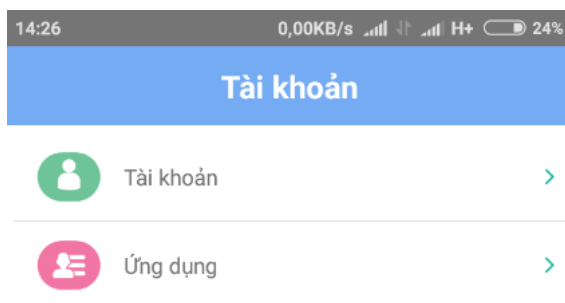 14:26 0,00KB/s H+ 24%
Tài khoản
Tài khoản
Ứng dụng